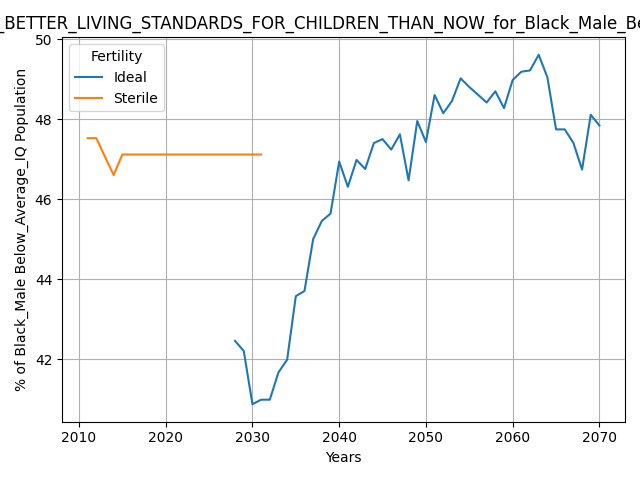 _BETTER_LIVING_STANDARDS_FOR_CHILDREN_THAN_NOW_for_Black_Male_Be
Fertility
Ideal
Sterile
% of Black_Male Below_Average_IQ Population
50
48
46
44
42
2010 2020 2030 2040 2050 2060 2070
Years